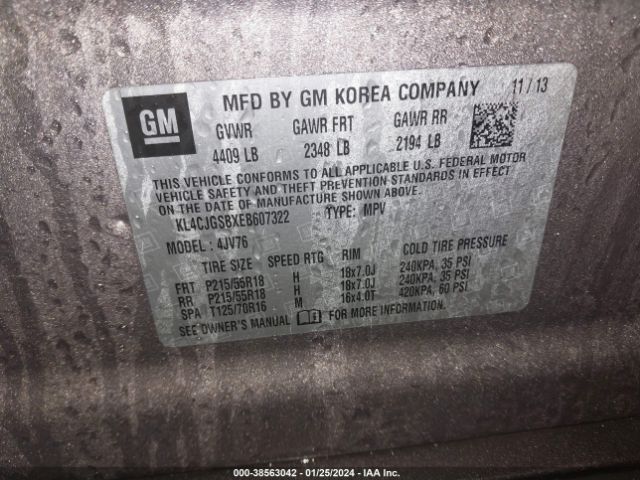 GM
MFD BY GM KOREA COMPANY 11/13
GVWR GAWR FRT GAWR RR
4409 LB 2348 LB 2194 LB
THIS VEHICLE CONFORMS TO ALL APPLICABLE U.S. FEDERAL MOTOR
VEHICLE SAFETY AND THEFT PREVENTION STANDARDS IN EFFECT
ON THE DATE OF MANUFACTURE SHOWN ABOVE.
KL4CJGSBXEB607322 TYPE: MPV
MODEL: 4JV76
TIRE SIZE SPEED RTG RIM COLD TIRE PRESSURE
FRT P215/55R18 H 18x7.0J 240KPA, 35 PSI
RR P215/55R18 H 18x7.0J 240KPA, 35 PSI
SPA T125/70R16 M 16x4.0T 420KPA, 60 PSI
SEE OWNER'S MANUAL FOR MORE INFORMATION.
000-38563042 - 01/25/2024 - IAA Inc.